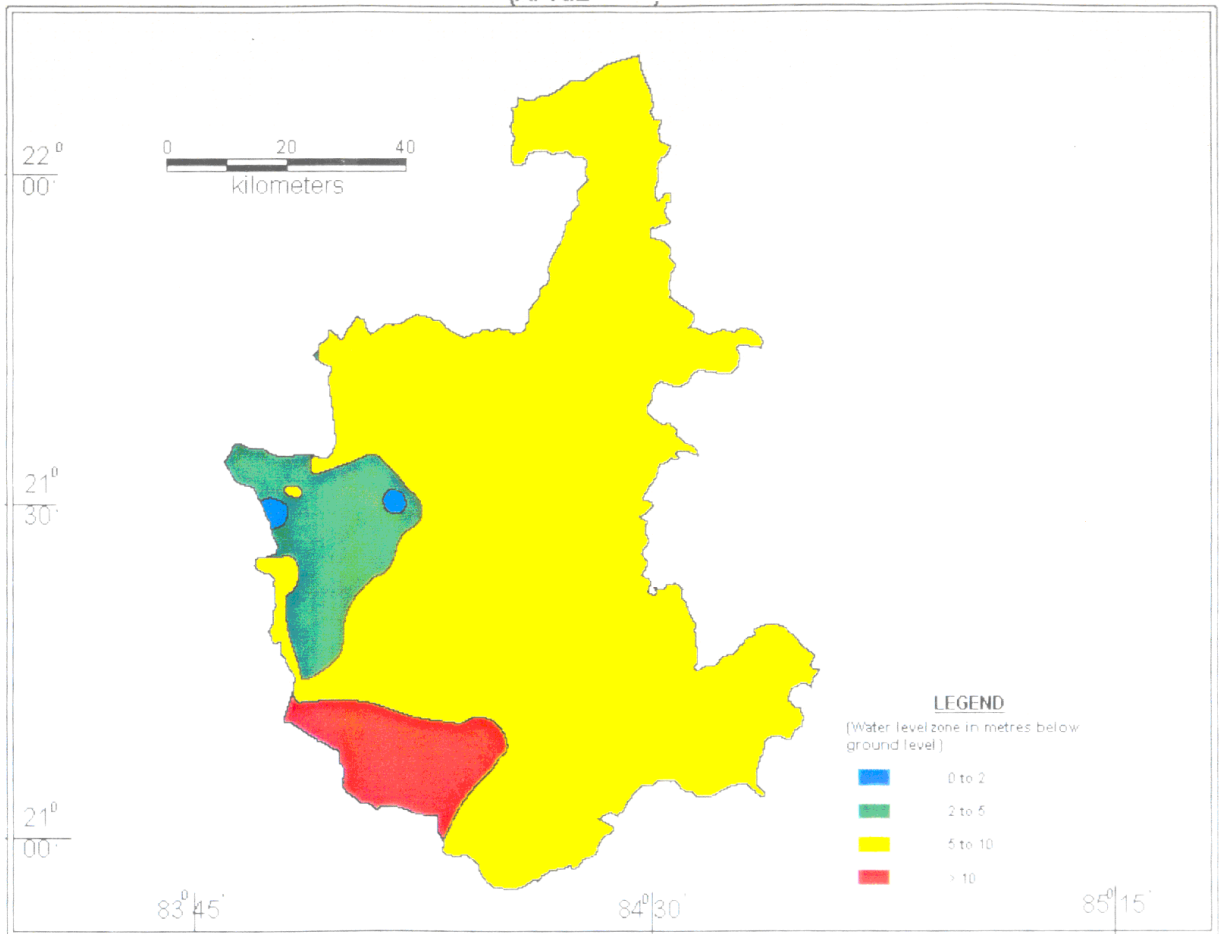 0 20 40
kilometers
22⁰
00'
21⁰
30'
21⁰
00'
83⁰45'
84⁰30'
85⁰15'
LEGEND
(Water level zone in metres below
ground level)
0 to 2
2 to 5
5 to 10
> 10